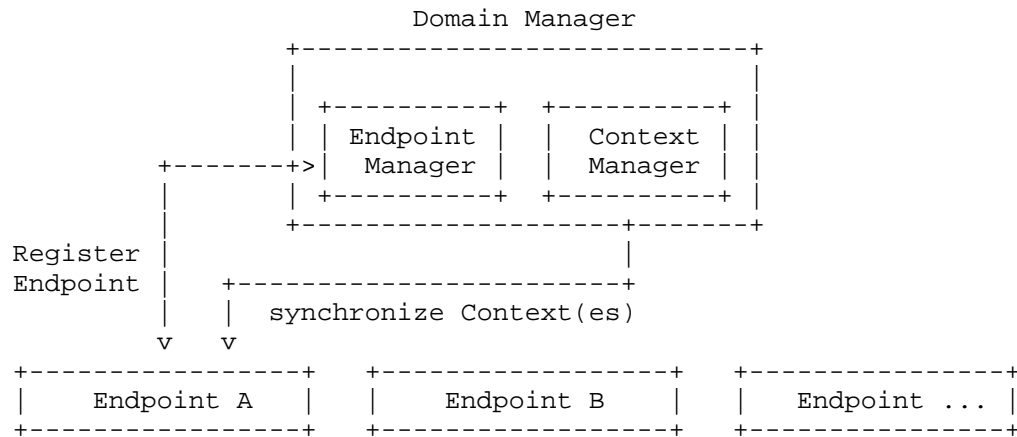 Domain Manager
Endpoint Context
Manager Manager
Register
Endpoint
synchronize Context(es)
Endpoint A Endpoint B Endpoint ...